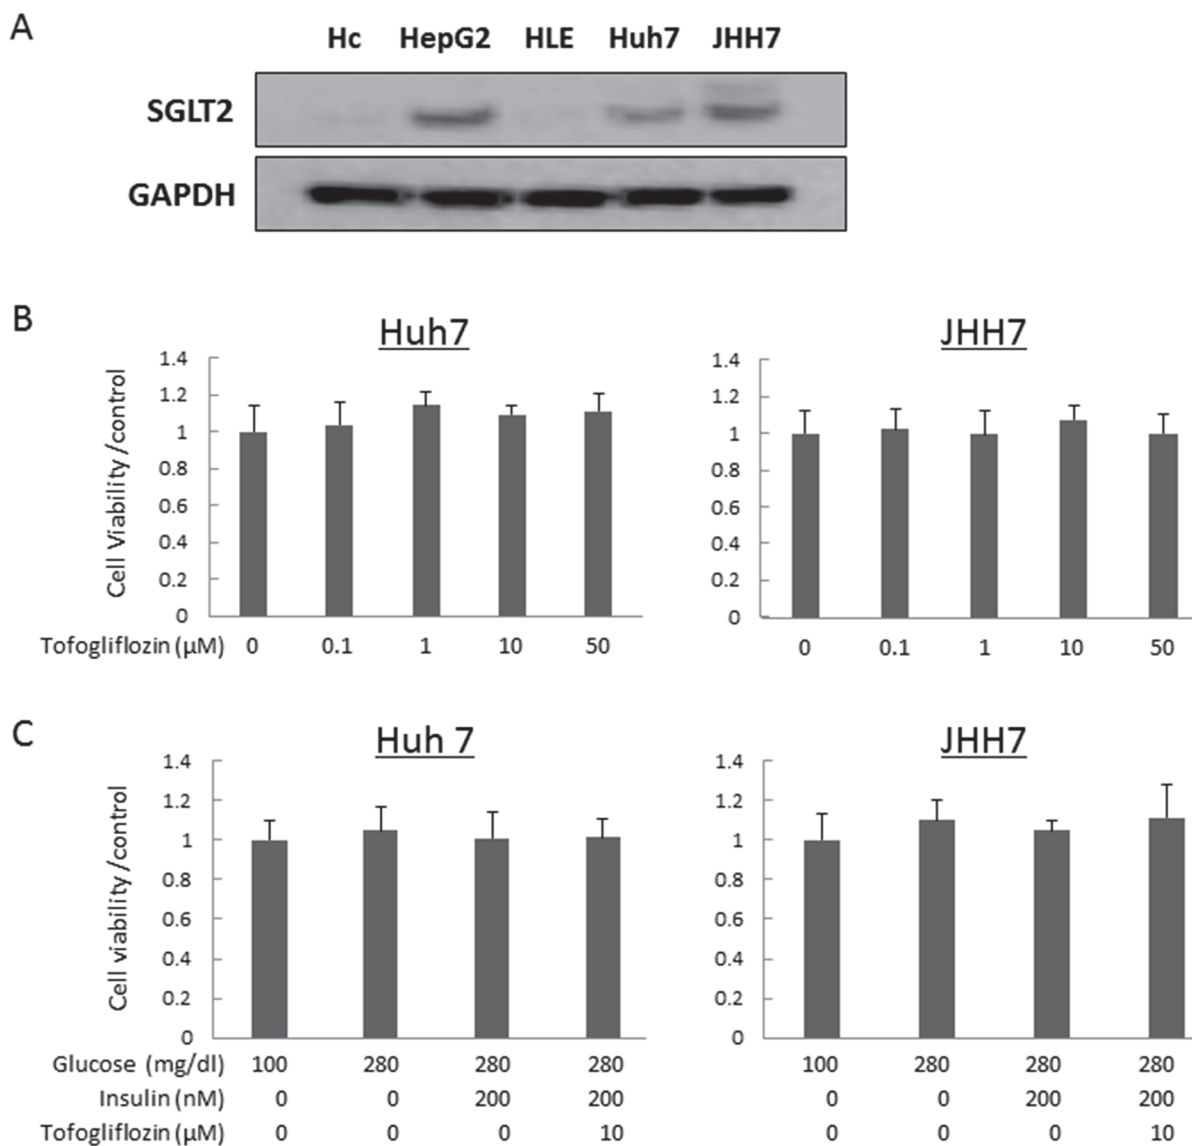 A
Hc HepG2 HLE Huh7 JHH7
SGLT2
GAPDH
B
Huh7 JHH7
Cell Viability/control
1.4
1.2
1
0.8
0.6
0.4
0.2
0
1.4
1.2
1
0.8
0.6
0.4
0.2
0
Tofogliflozin (μM) 0 0.1 1 10 50 0 0.1 1 10 50
C
Huh 7 JHH7
Cell viability/control
1.4
1.2
1
0.8
0.6
0.4
0.2
0
1.4
1.2
1
0.8
0.6
0.4
0.2
0
Glucose (mg/dl) 100 280 280 280 100 280 280 280
Insulin (nM) 0 0 200 200 0 0 200 200
Tofogliflozin (μM) 0 0 0 10 0 0 0 10